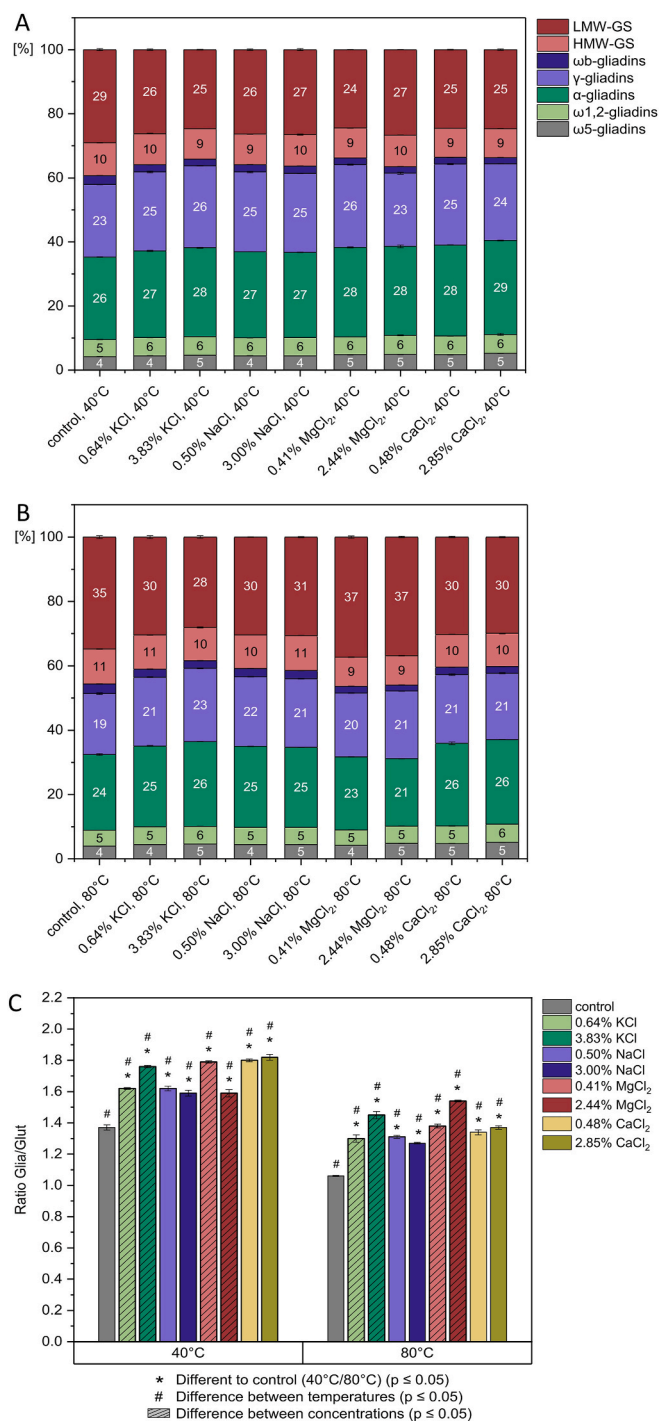 A
[%]
100
80
60
40
20
0
29 26 25 26 27 24 27 25 25
10 10 9 9 10 9 10 9 9
23 25 26 25 25 26 23 25 24
26 27 28 27 27 28 28 28 29
5 6 6 6 6 6 6 6 6
4 4 5 4 4 5 5 5 5
control, 40°C
0.64% KCl, 40°C
3.83% KCl, 40°C
0.50% NaCl, 40°C
3.00% NaCl, 40°C
0.41% MgCl₂, 40°C
2.44% MgCl₂, 40°C
0.48% CaCl₂, 40°C
2.85% CaCl₂, 40°C
LMW-GS
HMW-GS
ωb-gliadins
γ-gliadins
α-gliadins
ω1,2-gliadins
ω5-gliadins
B
[%]
100
80
60
40
20
0
35 30 28 30 31 37 37 30 30
11 11 10 10 11 9 9 10 10
19 21 23 22 21 20 21 21 21
24 25 26 25 25 23 21 26 26
5 5 6 5 5 5 5 5 6
4 4 5 4 5 4 5 5 5
control, 80°C
0.64% KCl, 80°C
3.83% KCl, 80°C
0.50% NaCl, 80°C
3.00% NaCl, 80°C
0.41% MgCl₂, 80°C
2.44% MgCl₂, 80°C
0.48% CaCl₂, 80°C
2.85% CaCl₂, 80°C
C
Ratio Glia/Glut
2.2
2.0
1.8
1.6
1.4
1.2
1.0
0.8
0.6
0.4
0.2
0.0
# # # # # # # # #
* * * * * * * *
# # # # # # # # #
* * * * * * * *
40°C 80°C
control
0.64% KCl
3.83% KCl
0.50% NaCl
3.00% NaCl
0.41% MgCl₂
2.44% MgCl₂
0.48% CaCl₂
2.85% CaCl₂
* Different to control (40°C/80°C) (p ≤ 0.05)
# Difference between temperatures (p ≤ 0.05)
Difference between concentrations (p ≤ 0.05)